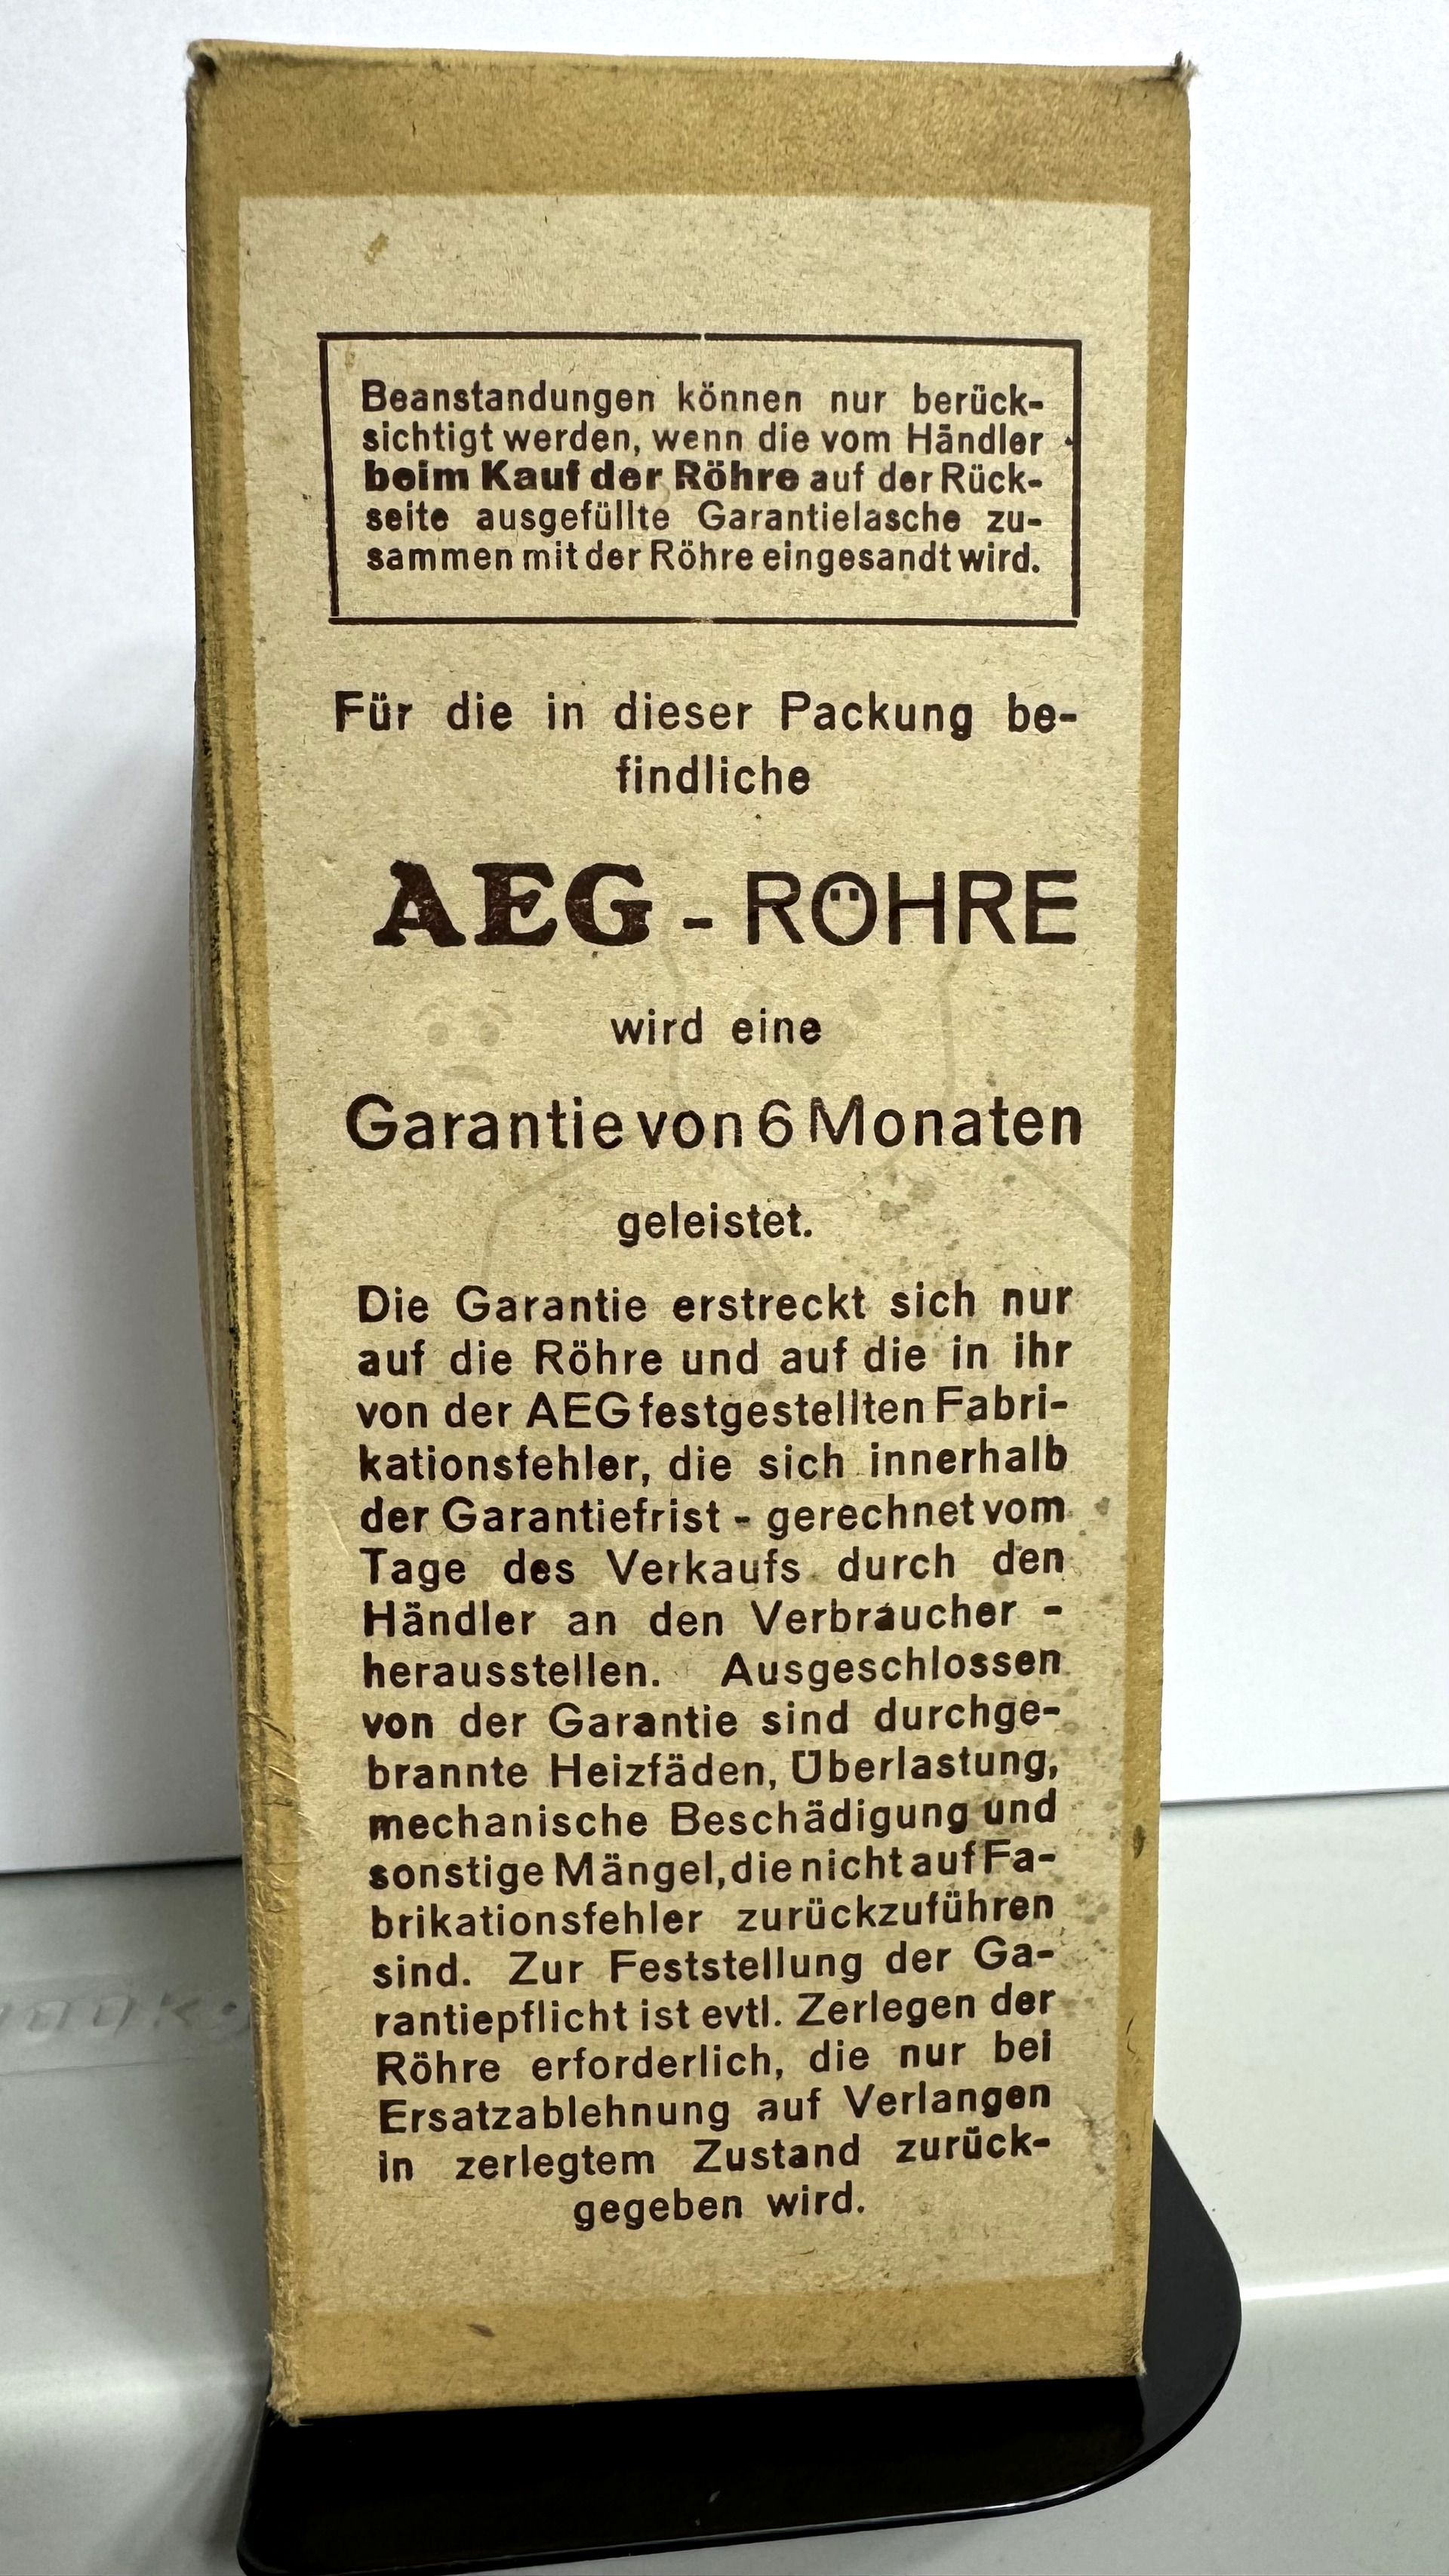 Beanstandungen können nur berück-
sichtigt werden, wenn die vom Händler
beim Kauf der Röhre auf der Rück-
seite ausgefüllte Garantielasche zu-
sammen mit der Röhre eingesandt wird.
Für die in dieser Packung be-
findliche
AEG - RÖHRE
wird eine
Garantie von 6 Monaten
geleistet.
Die Garantie erstreckt sich nur
auf die Röhre und auf die in ihr
von der AEG festgestellten Fabri-
kationsfehler, die sich innerhalb
der Garantiefrist - gerechnet vom
Tage des Verkaufs durch den
Händler an den Verbraucher -
herausstellen. Ausgeschlossen
von der Garantie sind durchge-
brannte Heizfäden, Überlastung,
mechanische Beschädigung und
sonstige Mängel, die nicht auf Fa-
brikationsfehler zurückzuführen
sind. Zur Feststellung der Ga-
rantiepflicht ist evtl. Zerlegen der
Röhre erforderlich, die nur bei
Ersatzablehnung auf Verlangen
in zerlegtem Zustand zurück-
gegeben wird.